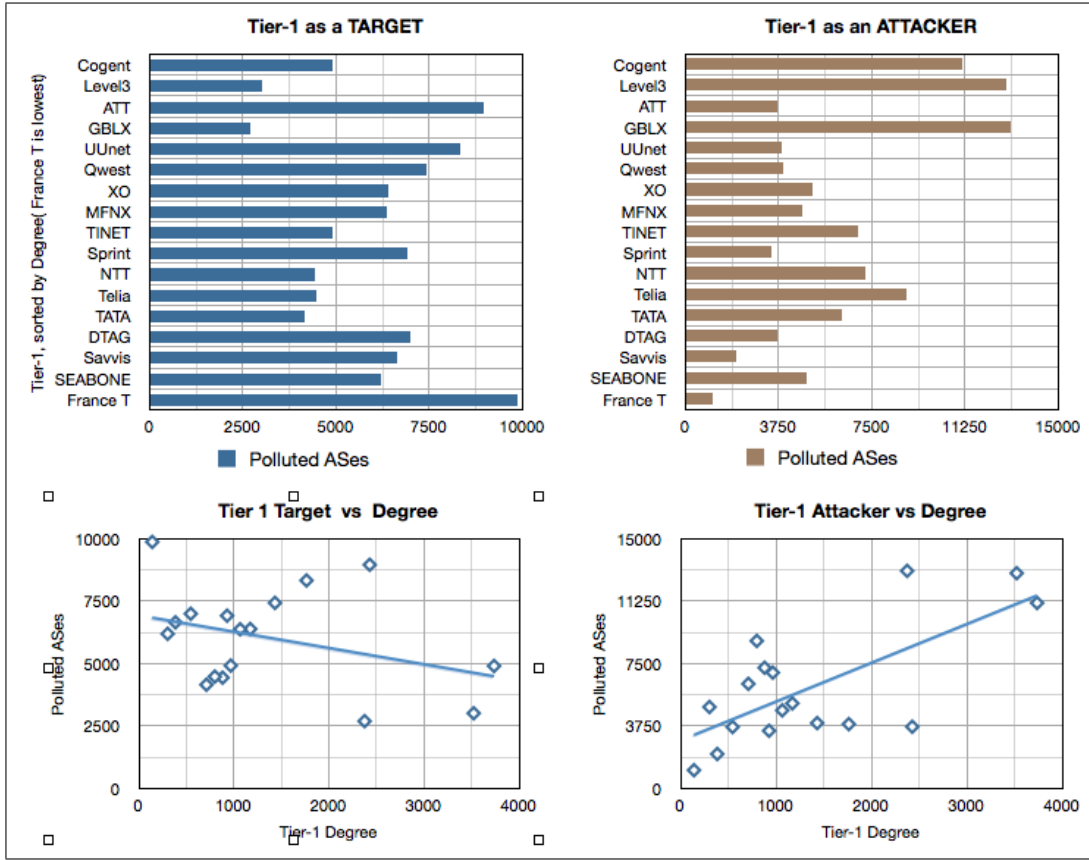 Tier-1 as a TARGET
Tier-1, sorted by Degree( France T is lowest)
Cogent
Level3
ATT
GBLX
UUnet
Qwest
XO
MFNX
TINET
Sprint
NTT
Telia
TATA
DTAG
Savvis
SEABONE
France T
0 2500 5000 7500 10000
Polluted ASes
Tier-1 as an ATTACKER
Cogent
Level3
ATT
GBLX
UUnet
Qwest
XO
MFNX
TINET
Sprint
NTT
Telia
TATA
DTAG
Savvis
SEABONE
France T
0 3750 7500 11250 15000
Polluted ASes
Tier 1 Target vs Degree
Polluted ASes
10000
7500
5000
2500
0
0 1000 2000 3000 4000
Tier-1 Degree
Tier-1 Attacker vs Degree
Polluted ASes
15000
11250
7500
3750
0
0 1000 2000 3000 4000
Tier-1 Degree